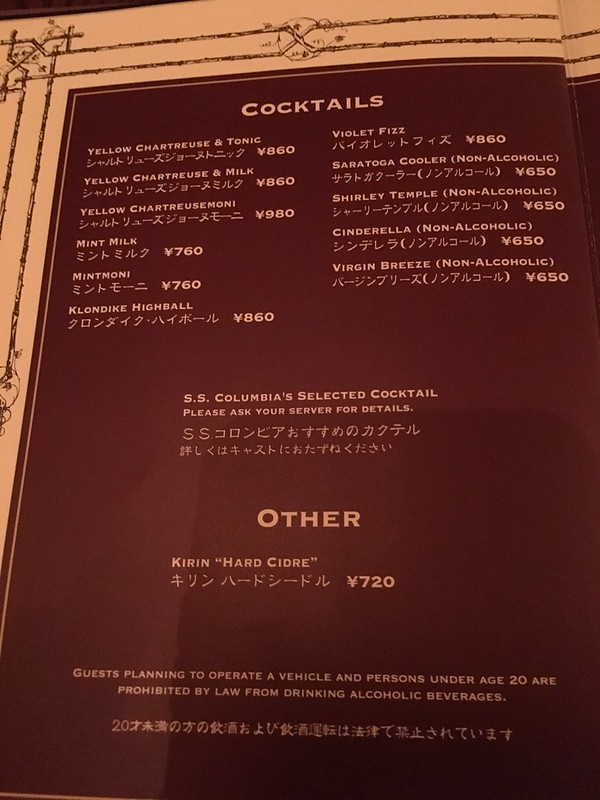 COCKTAILS
YELLOW CHARTREUSE & TONIC
シャルトリューズジョーヌトニック ¥860
YELLOW CHARTREUSE & MILK
シャルトリューズジョーヌミルク ¥860
YELLOW CHARTREUSEMONI
シャルトリューズジョーヌモーニ ¥980
MINT MILK
ミントミルク ¥760
MINTMONI
ミントモーニ ¥760
KLONDIKE HIGHBALL
クロンダイク・ハイボール ¥860
VIOLET FIZZ
バイオレットフィズ ¥860
SARATOGA COOLER (NON-ALCOHOLIC)
サラトガクーラー(ノンアルコール) ¥650
SHIRLEY TEMPLE (NON-ALCOHOLIC)
シャーリーテンプル(ノンアルコール) ¥650
CINDERELLA (NON-ALCOHOLIC)
シンデレラ(ノンアルコール) ¥650
VIRGIN BREEZE (NON-ALCOHOLIC)
バージンブリーズ(ノンアルコール) ¥650
S.S. COLUMBIA'S SELECTED COCKTAIL
PLEASE ASK YOUR SERVER FOR DETAILS.
S.S.コロンビアおすすめのカクテル
詳しくはキャストにおたずねください
OTHER
KIRIN “HARD CIDRE”
キリン ハードシードル ¥720
GUESTS PLANNING TO OPERATE A VEHICLE AND PERSONS UNDER AGE 20 ARE
PROHIBITED BY LAW FROM DRINKING ALCOHOLIC BEVERAGES.
20才未満の方の飲酒および飲酒運転は法律で禁止されています